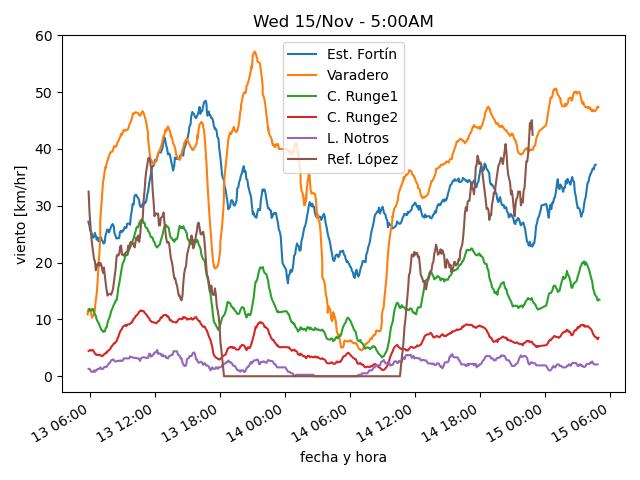 Wed 15/Nov - 5:00AM
Est. Fortín
Varadero
C. Runge1
C. Runge2
L. Notros
Ref. López
viento [km/hr]
60
50
40
30
20
10
0
13 06:00
13 12:00
13 18:00
14 00:00
14 06:00
14 12:00
14 18:00
15 00:00
15 06:00
fecha y hora